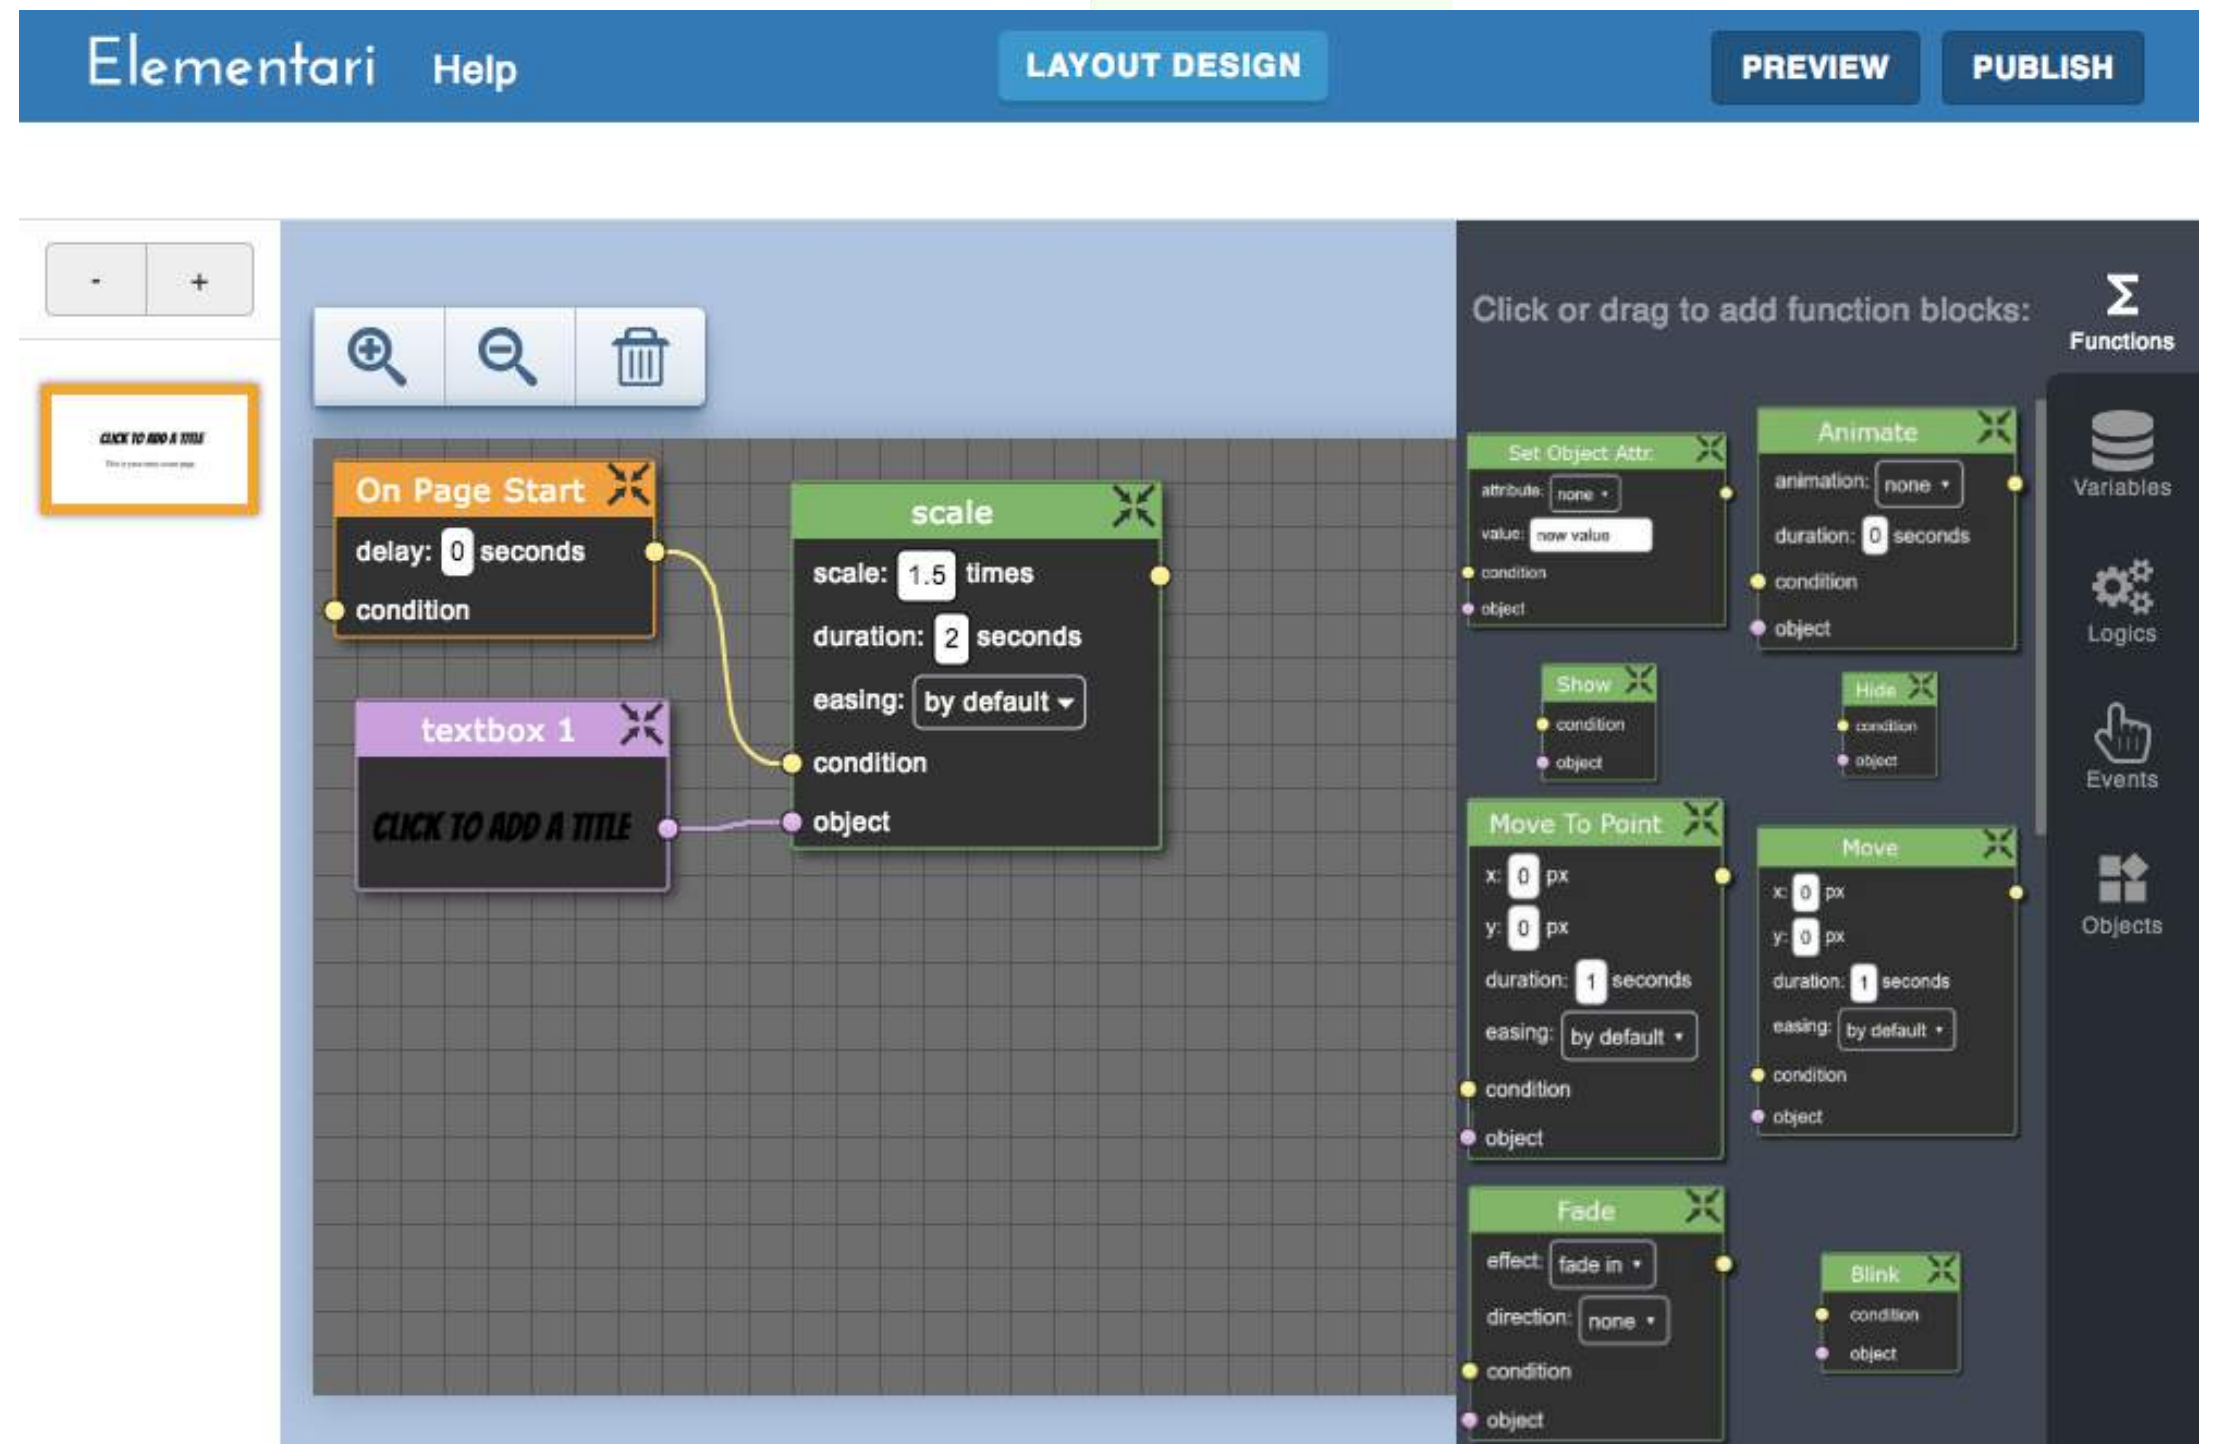 Elementari Help LAYOUT DESIGN PREVIEW PUBLISH
- +
CLICK TO ADD A TITLE
On Page Start
delay: 0 seconds
condition
textbox 1
CLICK TO ADD A TITLE
scale
scale: 1.5 times
duration: 2 seconds
easing: by default
condition
object
Click or drag to add function blocks:
Set Object Attr.
attribute: none
value: new value
condition
object
Animate
animation: none
duration: 0 seconds
condition
object
Show
condition
object
Hide
condition
object
Move To Point
x: 0 px
y: 0 px
duration: 1 seconds
easing: by default
condition
object
Move
x: 0 px
y: 0 px
duration: 1 seconds
easing: by default
condition
object
Fade
effect: fade in
direction: none
condition
object
Blink
condition
object
Σ
Functions
Variables
Logics
Events
Objects